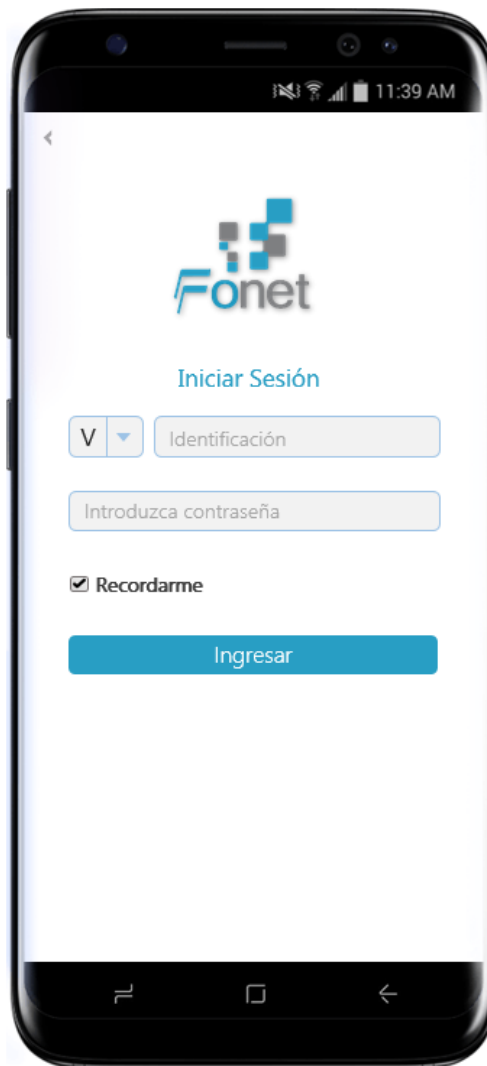 11:39 AM
Fonet
Iniciar Sesión
V Identificación
Introduzca contraseña
Recordarme
Ingresar